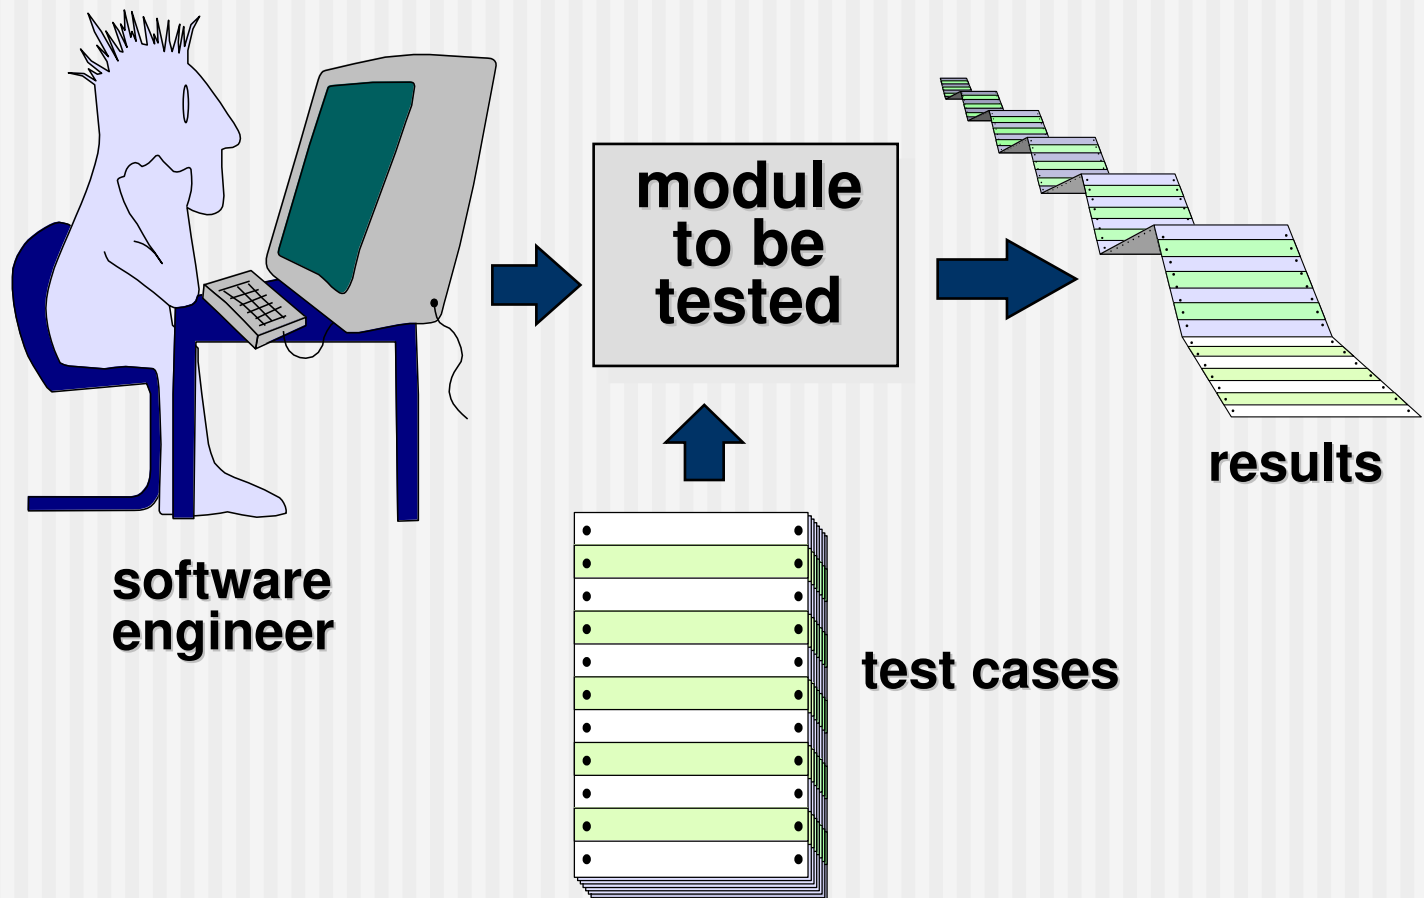 module
to be
tested
results
software
engineer
test cases